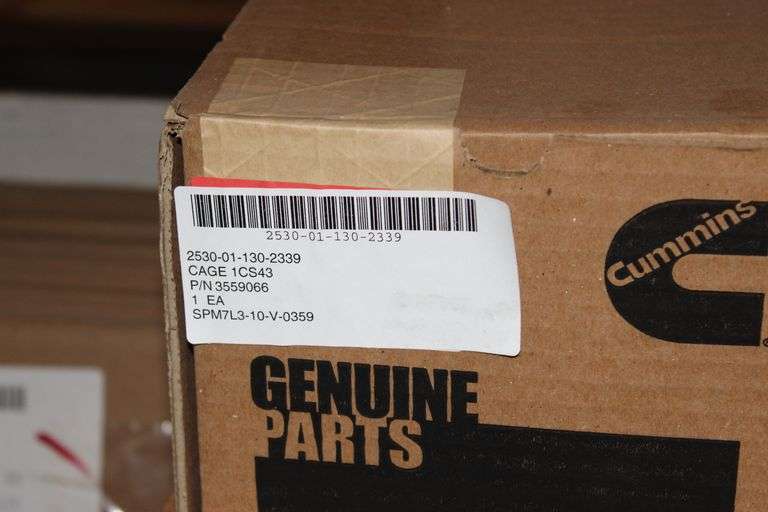 2530-01-130-2339
2530-01-130-2339
CAGE 1CS43
P/N 3559066
1 EA
SPM7L3-10-V-0359
Cummins
GENUINE
PARTS